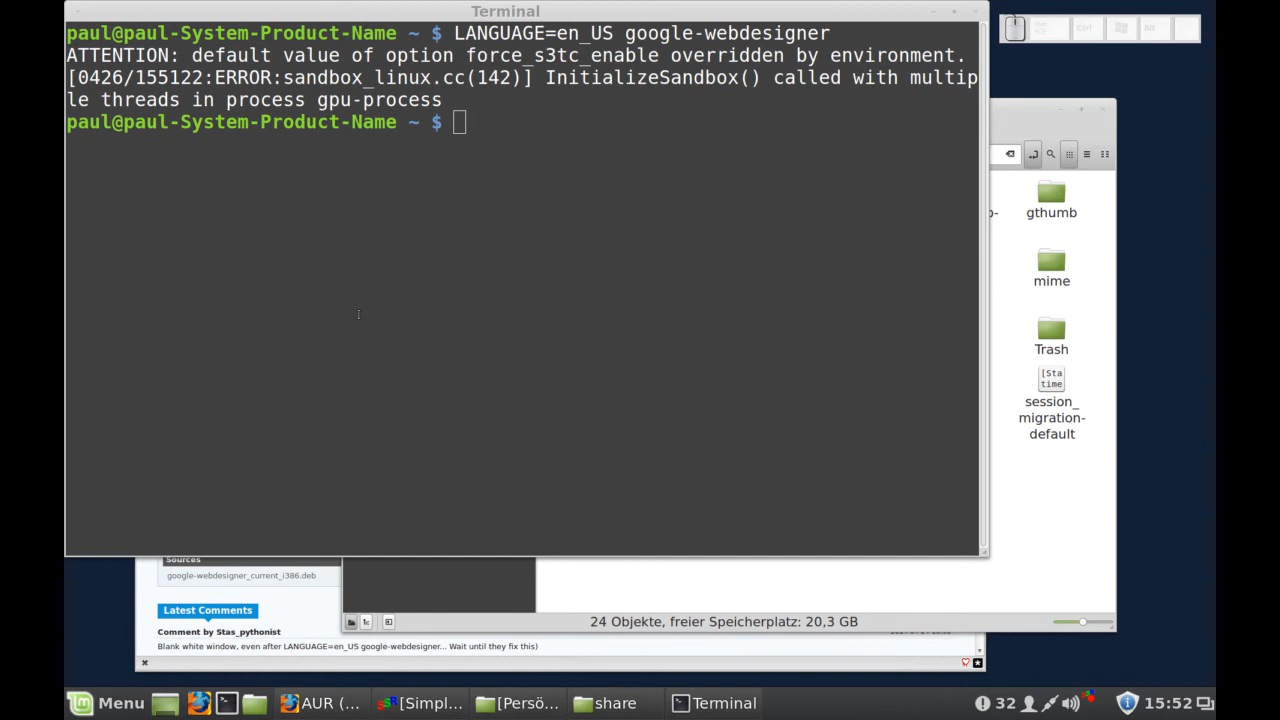 Terminal
paul@paul-System-Product-Name ~ $ LANGUAGE=en_US google-webdesigner
ATTENTION: default value of option force_s3tc_enable overridden by environment.
[0426/155122:ERROR:sandbox_linux.cc(142)] InitializeSandbox() called with multip
le threads in process gpu-process
paul@paul-System-Product-Name ~ $
Ctrl
Alt
gthumb
mime
Trash
[Sta
time
session_
migration-
default
Sources
google-webdesigner_current_i386.deb
Latest Comments
Comment by Stas_pythonist
Blank white window, even after LANGUAGE=en_US google-webdesigner... Wait until they fix this)
24 Objekte, freier Speicherplatz: 20,3 GB
Menu
AUR (...
[Simpl...
[Persö...
share
Terminal
32
15:52